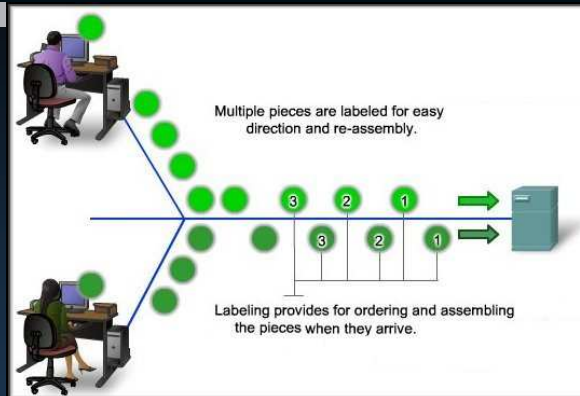 Multiple pieces are labeled for easy
direction and re-assembly.
3 2 1
3 2 1
Labeling provides for ordering and assembling
the pieces when they arrive.